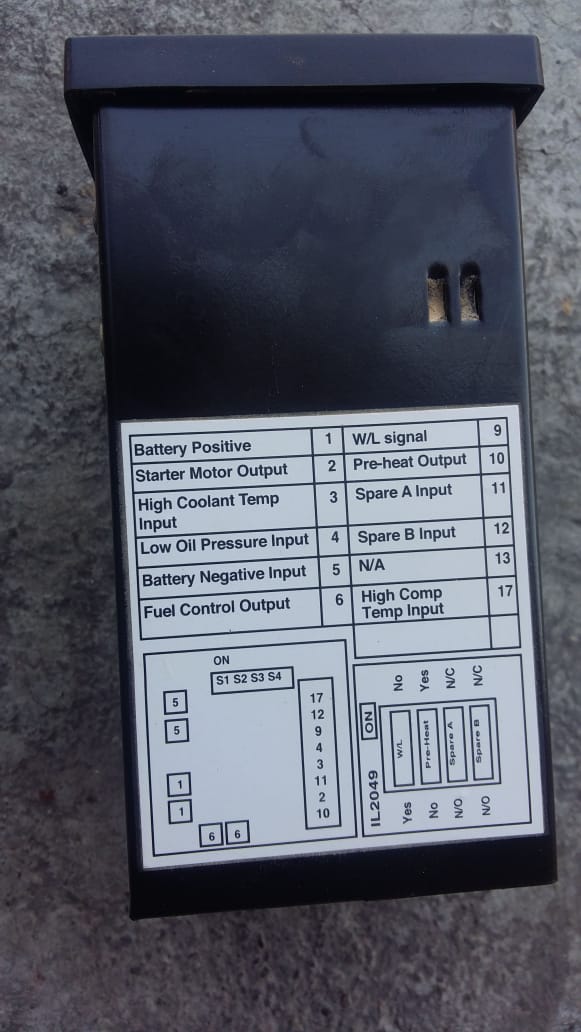 Battery Positive 1 W/L signal 9
Starter Motor Output 2 Pre-heat Output 10
High Coolant Temp
Input 3 Spare A Input 11
Low Oil Pressure Input 4 Spare B Input 12
Battery Negative Input 5 N/A 13
Fuel Control Output 6 High Comp
Temp Input 17
ON
S1 S2 S3 S4
5
5
1
1
6 6
17
12
9
4
3
11
2
10
IL2049
ON
No Yes N/C N/C
W/L Pre-Heat Spare A Spare B
Yes No N/O N/O